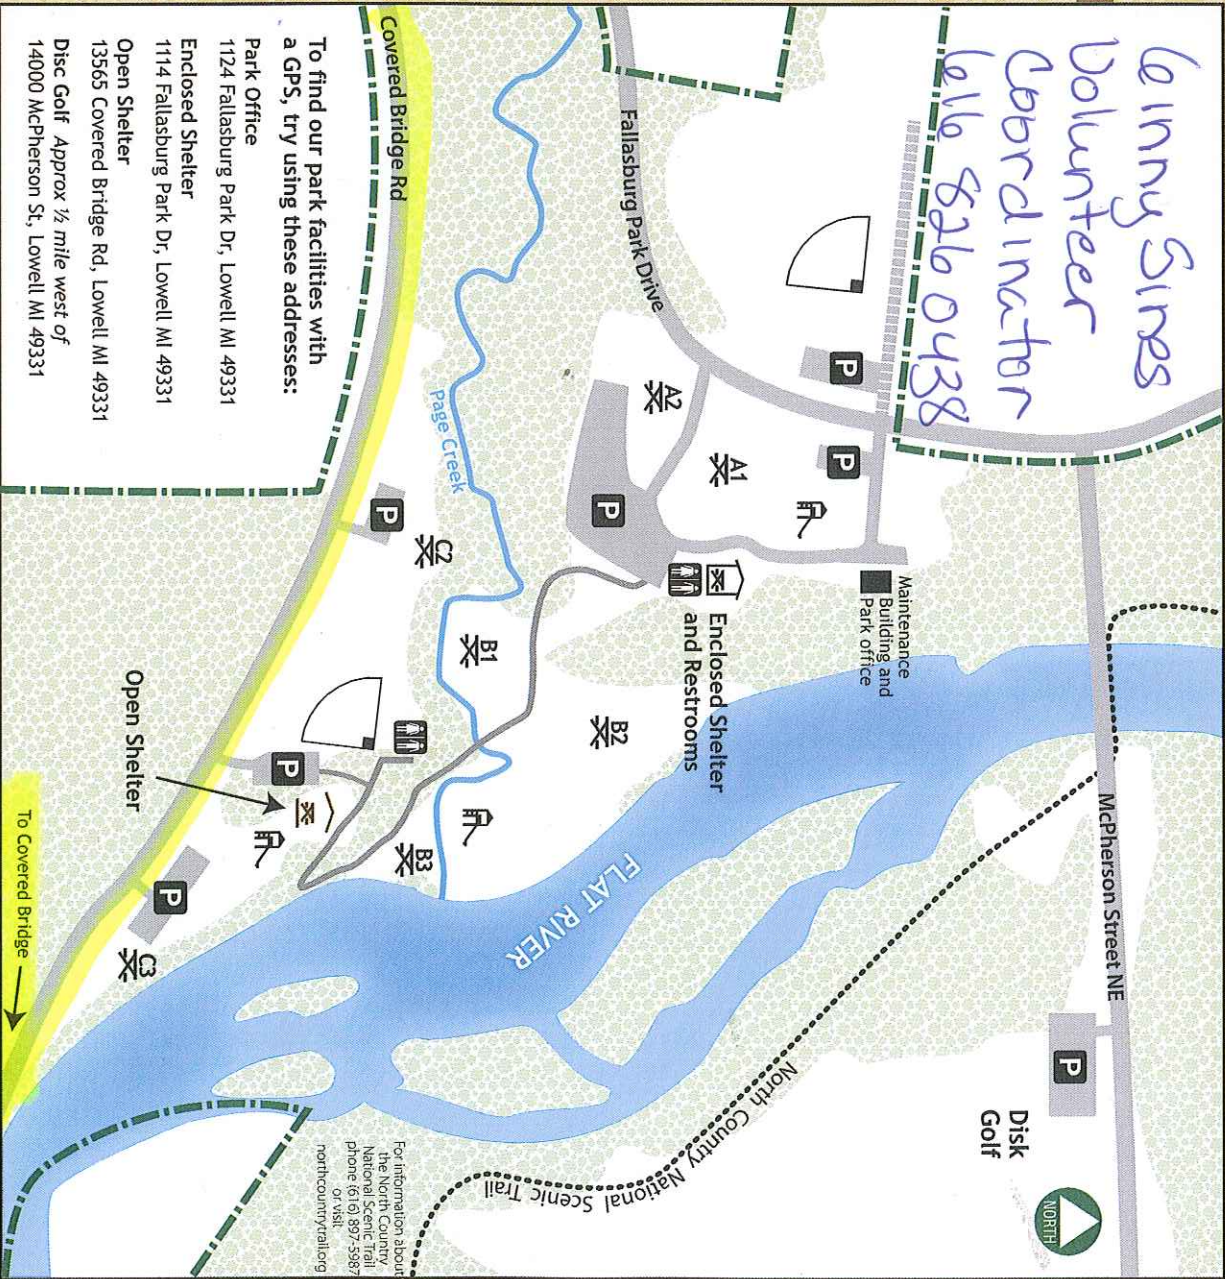 Ginny Sines
Volunteer
Coordinator
616 826 0438
Covered Bridge Rd
Fallasburg Park Drive
To find our park facilities with
a GPS, try using these addresses:
Park Office
1124 Fallasburg Park Dr, Lowell MI 49331
Enclosed Shelter
1114 Fallasburg Park Dr, Lowell MI 49331
Open Shelter
13565 Covered Bridge Rd, Lowell MI 49331
Disc Golf Approx ½ mile west of
14000 McPherson St, Lowell MI 49331
Page Creek
P
A2
P
A1
P
P
P
C2
Maintenance
Building and
Park office
Enclosed Shelter
and Restrooms
B1
B2
Open Shelter
P
B3
P
C3
FLAT RIVER
McPherson Street NE
To Covered Bridge
P
Disk
Golf
North Country National Scenic Trail
For information about
the North Country
National Scenic Trail
phone (616) 897-5987
or visit
northcountrytrail.org
NORTH